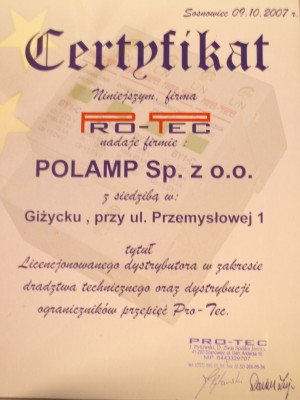 Sosnowiec 09.10.2007 r.
Certyfikat
Niniejszym, firma
PRO-TEC
nadaje firmie :
POLAMP Sp. z o.o.
z siedzibą w:
Giżycku , przy ul. Przemysłowej 1
tytuł
Licencjonowanego dystrybutora w zakresie
dradztwa technicznego oraz dystrybucji
ograniczników przepięć Pro-Tec.
PRO-TEC